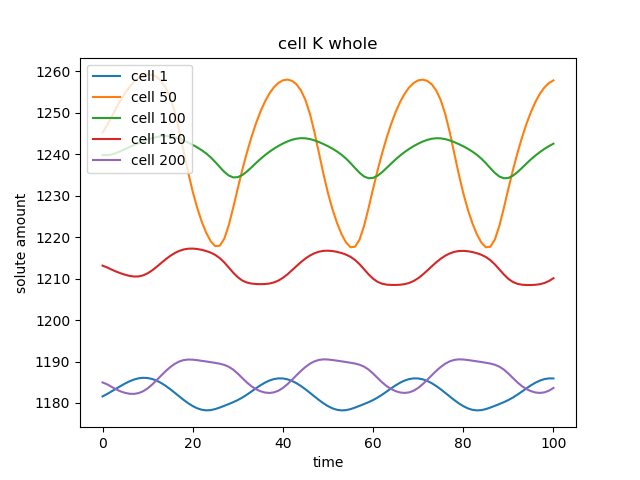 cell K whole
solute amount
1260
1250
1240
1230
1220
1210
1200
1190
1180
cell 1
cell 50
cell 100
cell 150
cell 200
0
20
40
60
80
100
time